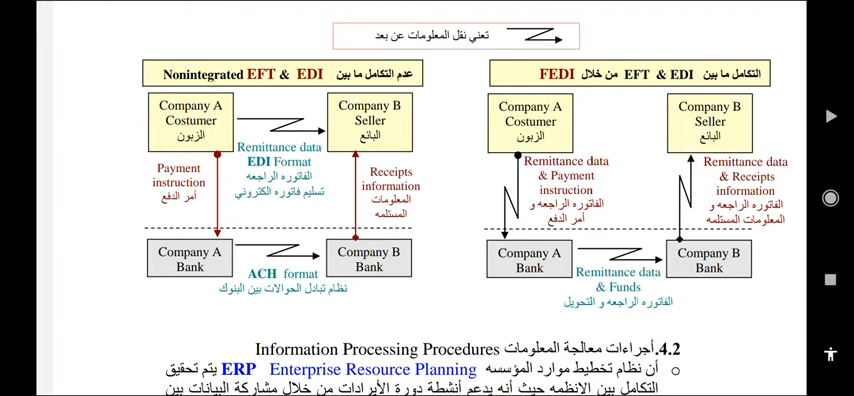 تعني نقل المعلومات عن بعد
Nonintegrated EFT & EDI عدم التكامل ما بين
Company A
Costumer
الزبون
Company B
Seller
البائع
Remittance data
EDI Format
الفاتوره الراجعه
تسليم فاتوره الكتروني
Payment
instruction
أمر الدفع
Receipts
information
المعلومات
المستلمه
Company A
Bank
Company B
Bank
ACH format
نظام تبادل الحوالات بين البنوك
التكامل ما بين EFT & EDI من خلال FEDI
Company A
Costumer
الزبون
Company B
Seller
البائع
Remittance data
& Payment
instruction
الفاتوره الراجعه و
أمر الدفع
Remittance data
& Receipts
information
الفاتوره الراجعه و
المعلومات المستلمه
Company A
Bank
Company B
Bank
Remittance data
& Funds
الفاتوره الراجعه و التحويل
4.2. أجراءات معالجة المعلومات Information Processing Procedures
o أن نظام تخطيط موارد المؤسسه ERP Enterprise Resource Planning يتم تحقيق
التكامل بين الانظمه حيث أنه يدعم أنشطة دورة الأيرادات من خلال مشاركة البيانات بين